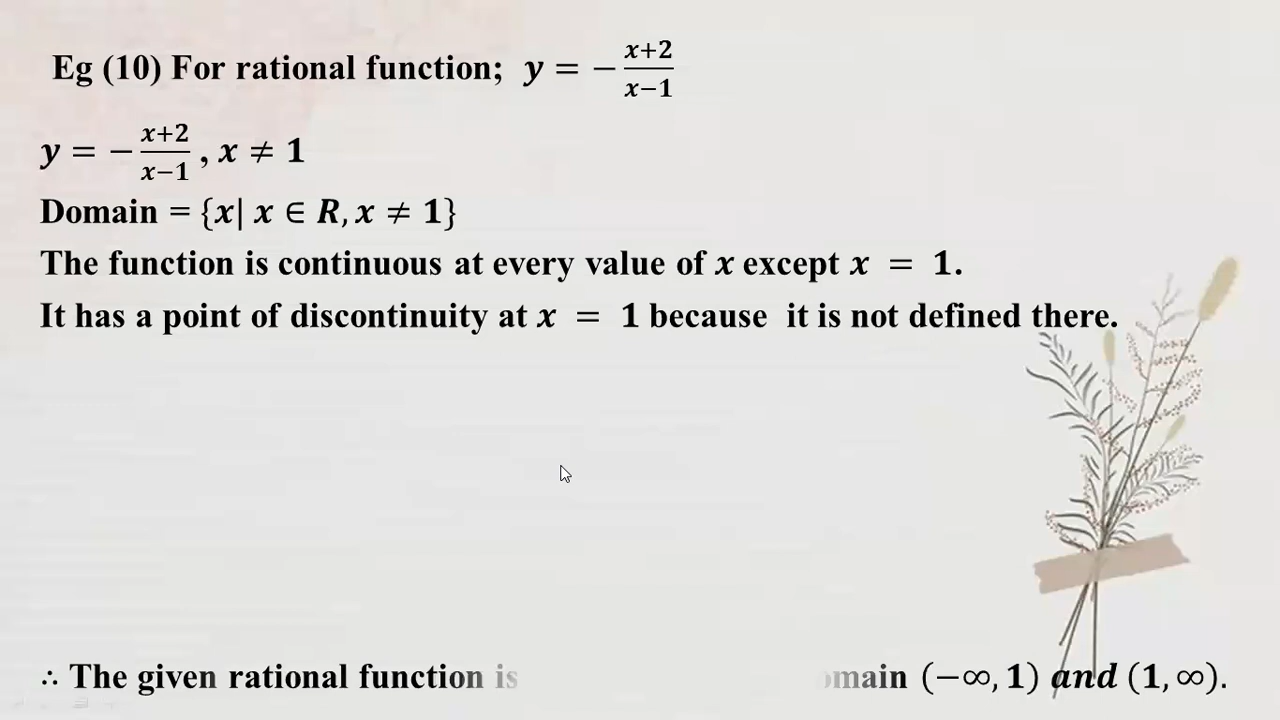 Eg (10) For rational function; y = −\frac{x+2}{x−1}
y = −\frac{x+2}{x−1} , x ≠ 1
Domain = {x| x ∈ R, x ≠ 1}
The function is continuous at every value of x except x = 1.
It has a point of discontinuity at x = 1 because it is not defined there.
∴ The given rational function is (−∞, 1) and (1, ∞).